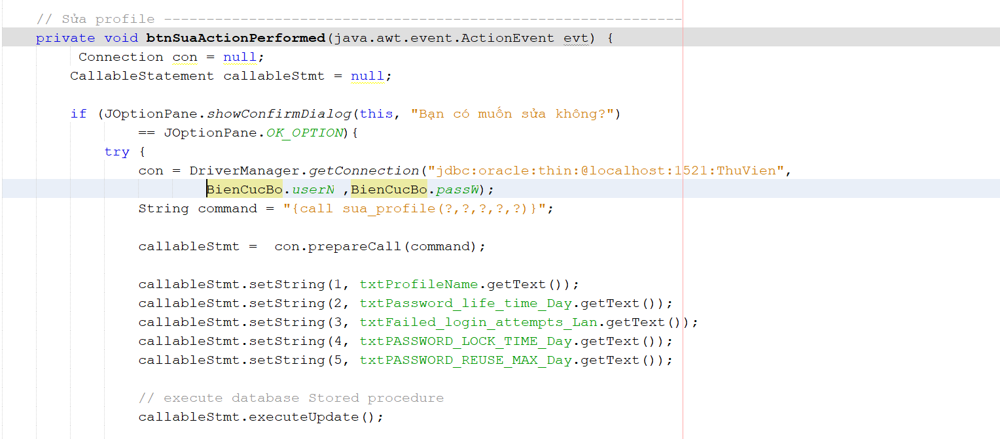 // Sửa profile -------------------------------------------------------------
private void btnSuaActionPerformed(java.awt.event.ActionEvent evt) {
Connection con = null;
CallableStatement callableStmt = null;
if (JOptionPane.showConfirmDialog(this, "Bạn có muốn sửa không?")
== JOptionPane.OK_OPTION){
try {
con = DriverManager.getConnection("jdbc:oracle:thin:@localhost:1521:ThuVien",
BienCucBo.userN ,BienCucBo.passW);
String command = "{call sua_profile(?,?,?,?,?)}";
callableStmt =  con.prepareCall(command);
callableStmt.setString(1, txtProfileName.getText());
callableStmt.setString(2, txtPassword_life_time_Day.getText());
callableStmt.setString(3, txtFailed_login_attempts_Lan.getText());
callableStmt.setString(4, txtPASSWORD_LOCK_TIME_Day.getText());
callableStmt.setString(5, txtPASSWORD_REUSE_MAX_Day.getText());
// execute database Stored procedure
callableStmt.executeUpdate();